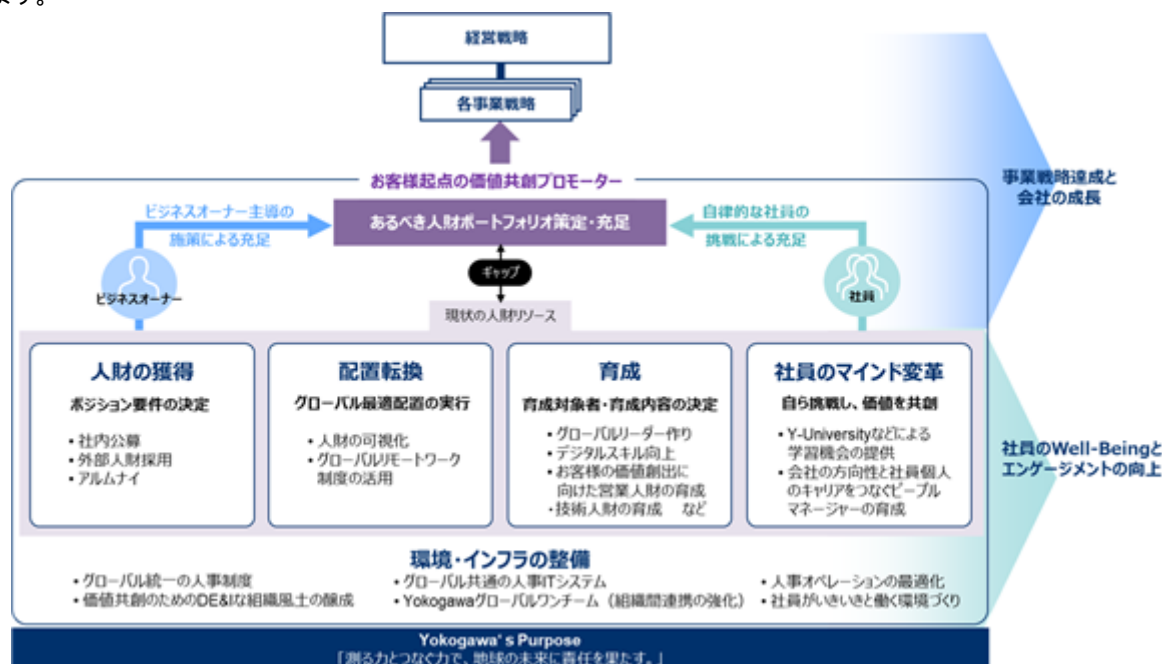 ます。
経営戦略
各事業戦略
お客様起点の価値共創プロモーター
ビジネスオーナー主導の
施策による充足
あるべき人財ポートフォリオ策定・充足
自律的な社員の
挑戦による充足
事業戦略達成と
会社の成長
ギャップ
ビジネスオーナー
社員
現状の人財リソース
人財の獲得
ポジション要件の決定
• 社内公募
• 外部人財採用
• アルムナイ
配置転換
グローバル最適配置の実行
• 人財の可視化
• グローバルリモートワーク
制度の活用
育成
育成対象者・育成内容の決定
• グローバルリーダー作り
• デジタルスキル向上
• お客様の価値創出に
向けた営業人財の育成
・技術人財の育成　など
社員のマインド変革
自ら挑戦し、価値を共創
• Y-Universityなどによる
学習機会の提供
• 会社の方向性と社員個人
のキャリアをつなぐピープル
マネージャーの育成
社員のWell-Beingと
エンゲージメントの向上
環境・インフラの整備
• グローバル統一の人事制度
• 価値共創のためのDE&Iな組織風土の醸成
• グローバル共通の人事ITシステム
• Yokogawaグローバルワンチーム（組織間連携の強化）
• 人事オペレーションの最適化
• 社員がいきいきと働く環境づくり
Yokogawa's Purpose
「測る力とつなぐ力で、地球の未来に責任を果たす。」